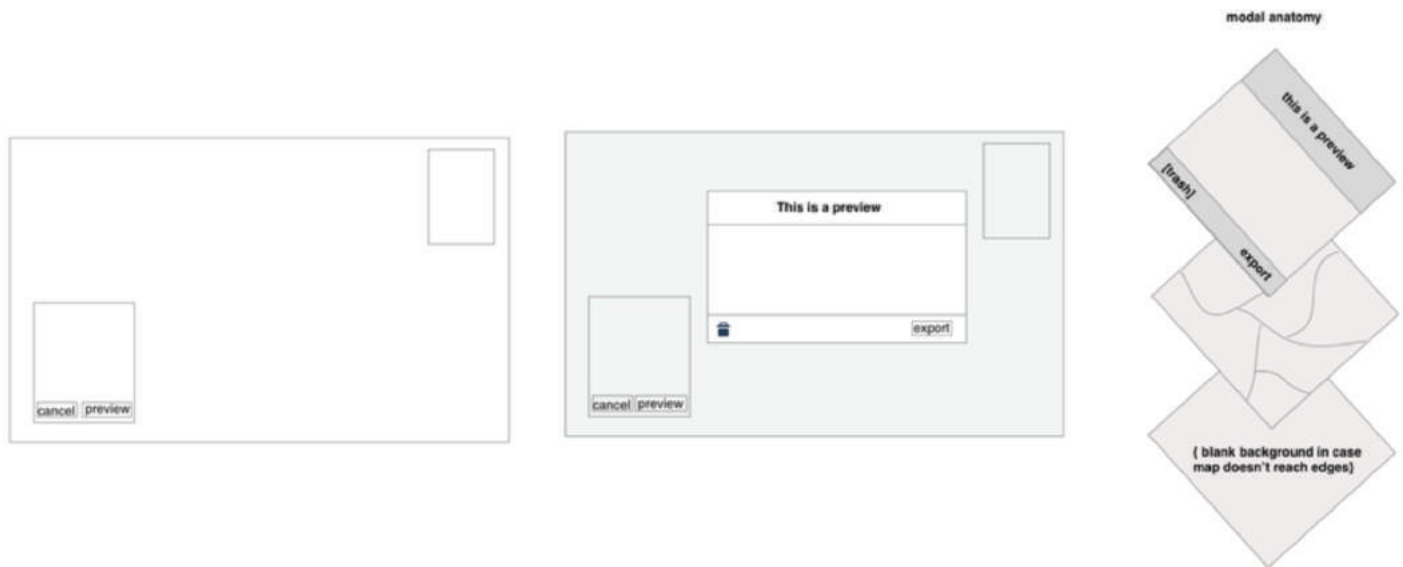 modal anatomy
cancel preview
This is a preview
export
cancel preview
this is a preview
[trash]
export
( blank background in case
map doesn't reach edges)